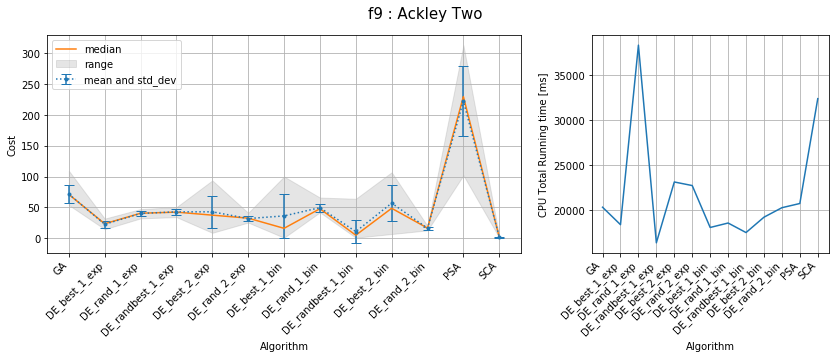 f9 : Ackley Two
median
range
mean and std_dev
Cost
300
250
200
150
100
50
0
GA
DE_best_1_exp
DE_rand_1_exp
DE_randbest_1_exp
DE_best_2_exp
DE_rand_2_exp
DE_best_1_bin
DE_rand_1_bin
DE_randbest_1_bin
DE_best_2_bin
DE_rand_2_bin
PSA
SCA
Algorithm
CPU Total Running time [ms]
35000
30000
25000
20000
GA
DE_best_1_exp
DE_rand_1_exp
DE_randbest_1_exp
DE_best_2_exp
DE_rand_2_exp
DE_best_1_bin
DE_rand_1_bin
DE_randbest_1_bin
DE_best_2_bin
DE_rand_2_bin
PSA
SCA
Algorithm